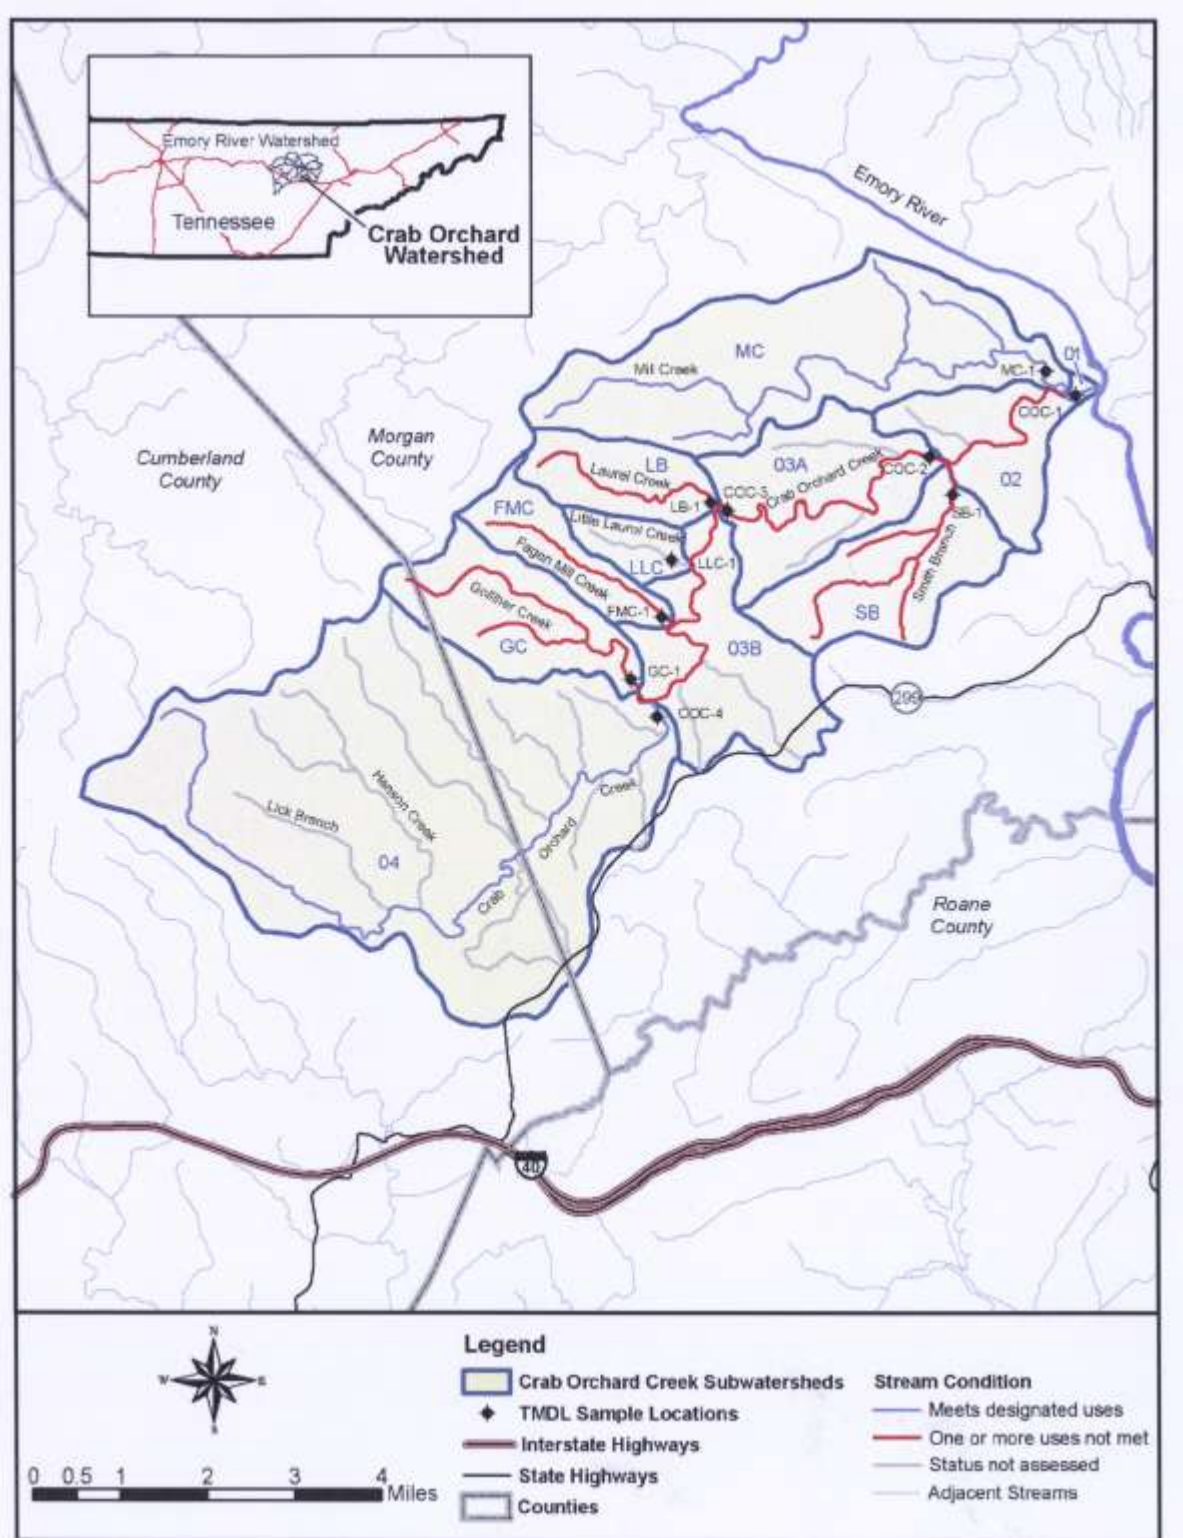 Emory River Watershed
Tennessee
Crab Orchard
Watershed
Emory River
MC
Mill Creek
01
MC-1
COC-1
Morgan
County
Cumberland
County
LB
Laurel Creek
03A
Crab Orchard Creek
COC-2
02
COC-3
LB-1
SB-1
FMC
Little Laurel Creek
LLC
LLC-1
Fagen Mill Creek
Smith Branch
FMC-1
SB
GC
03B
GC-1
299
COC-4
Creek
Henson Creek
Lick Branch
Orchard
04
Crab
Roane
County
40
Legend
Crab Orchard Creek Subwatersheds
TMDL Sample Locations
Interstate Highways
State Highways
Counties
Stream Condition
Meets designated uses
One or more uses not met
Status not assessed
Adjacent Streams
N
W
E
S
0 0.5 1 2 3 4
Miles